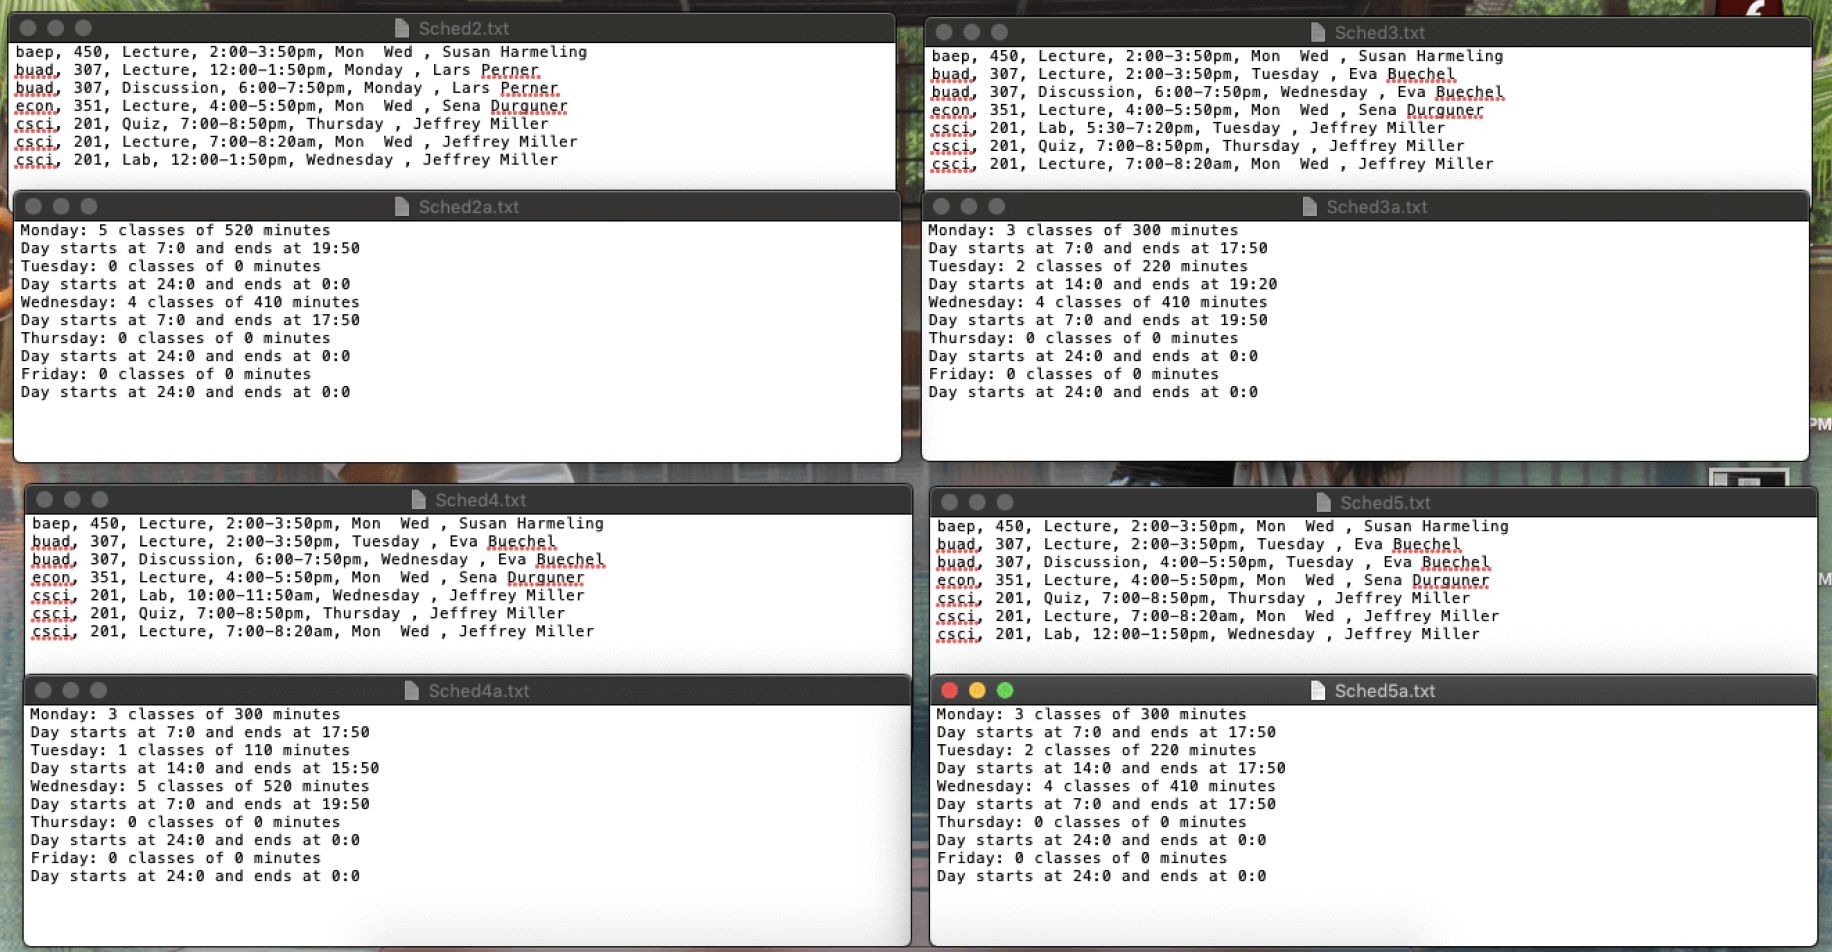 Sched2.txt
baep, 450, Lecture, 2:00-3:50pm, Mon  Wed , Susan Harmeling
buad, 307, Lecture, 12:00-1:50pm, Monday , Lars Perner
buad, 307, Discussion, 6:00-7:50pm, Monday , Lars Perner
econ, 351, Lecture, 4:00-5:50pm, Mon  Wed , Sena Durguner
csci, 201, Quiz, 7:00-8:50pm, Thursday , Jeffrey Miller
csci, 201, Lecture, 7:00-8:20am, Mon  Wed , Jeffrey Miller
csci, 201, Lab, 12:00-1:50pm, Wednesday , Jeffrey Miller
Sched2a.txt
Monday: 5 classes of 520 minutes
Day starts at 7:0 and ends at 19:50
Tuesday: 0 classes of 0 minutes
Day starts at 24:0 and ends at 0:0
Wednesday: 4 classes of 410 minutes
Day starts at 7:0 and ends at 17:50
Thursday: 0 classes of 0 minutes
Day starts at 24:0 and ends at 0:0
Friday: 0 classes of 0 minutes
Day starts at 24:0 and ends at 0:0
Sched3.txt
baep, 450, Lecture, 2:00-3:50pm, Mon  Wed , Susan Harmeling
buad, 307, Lecture, 2:00-3:50pm, Tuesday , Eva Buechel
buad, 307, Discussion, 6:00-7:50pm, Wednesday , Eva Buechel
econ, 351, Lecture, 4:00-5:50pm, Mon  Wed , Sena Durguner
csci, 201, Lab, 5:30-7:20pm, Tuesday , Jeffrey Miller
csci, 201, Quiz, 7:00-8:50pm, Thursday , Jeffrey Miller
csci, 201, Lecture, 7:00-8:20am, Mon  Wed , Jeffrey Miller
Sched3a.txt
Monday: 3 classes of 300 minutes
Day starts at 7:0 and ends at 17:50
Tuesday: 2 classes of 220 minutes
Day starts at 14:0 and ends at 19:20
Wednesday: 4 classes of 410 minutes
Day starts at 7:0 and ends at 19:50
Thursday: 0 classes of 0 minutes
Day starts at 24:0 and ends at 0:0
Friday: 0 classes of 0 minutes
Day starts at 24:0 and ends at 0:0
PM
Sched4.txt
baep, 450, Lecture, 2:00-3:50pm, Mon  Wed , Susan Harmeling
buad, 307, Lecture, 2:00-3:50pm, Tuesday , Eva Buechel
buad, 307, Discussion, 6:00-7:50pm, Wednesday , Eva Buechel
econ, 351, Lecture, 4:00-5:50pm, Mon  Wed , Sena Durguner
csci, 201, Lab, 10:00-11:50am, Wednesday , Jeffrey Miller
csci, 201, Quiz, 7:00-8:50pm, Thursday , Jeffrey Miller
csci, 201, Lecture, 7:00-8:20am, Mon  Wed , Jeffrey Miller
Sched4a.txt
Monday: 3 classes of 300 minutes
Day starts at 7:0 and ends at 17:50
Tuesday: 1 classes of 110 minutes
Day starts at 14:0 and ends at 15:50
Wednesday: 5 classes of 520 minutes
Day starts at 7:0 and ends at 19:50
Thursday: 0 classes of 0 minutes
Day starts at 24:0 and ends at 0:0
Friday: 0 classes of 0 minutes
Day starts at 24:0 and ends at 0:0
Sched5.txt
baep, 450, Lecture, 2:00-3:50pm, Mon  Wed , Susan Harmeling
buad, 307, Lecture, 2:00-3:50pm, Tuesday , Eva Buechel
buad, 307, Discussion, 4:00-5:50pm, Tuesday , Eva Buechel
econ, 351, Lecture, 4:00-5:50pm, Mon  Wed , Sena Durguner
csci, 201, Quiz, 7:00-8:50pm, Thursday , Jeffrey Miller
csci, 201, Lecture, 7:00-8:20am, Mon  Wed , Jeffrey Miller
csci, 201, Lab, 12:00-1:50pm, Wednesday , Jeffrey Miller
Sched5a.txt
Monday: 3 classes of 300 minutes
Day starts at 7:0 and ends at 17:50
Tuesday: 2 classes of 220 minutes
Day starts at 14:0 and ends at 17:50
Wednesday: 4 classes of 410 minutes
Day starts at 7:0 and ends at 17:50
Thursday: 0 classes of 0 minutes
Day starts at 24:0 and ends at 0:0
Friday: 0 classes of 0 minutes
Day starts at 24:0 and ends at 0:0